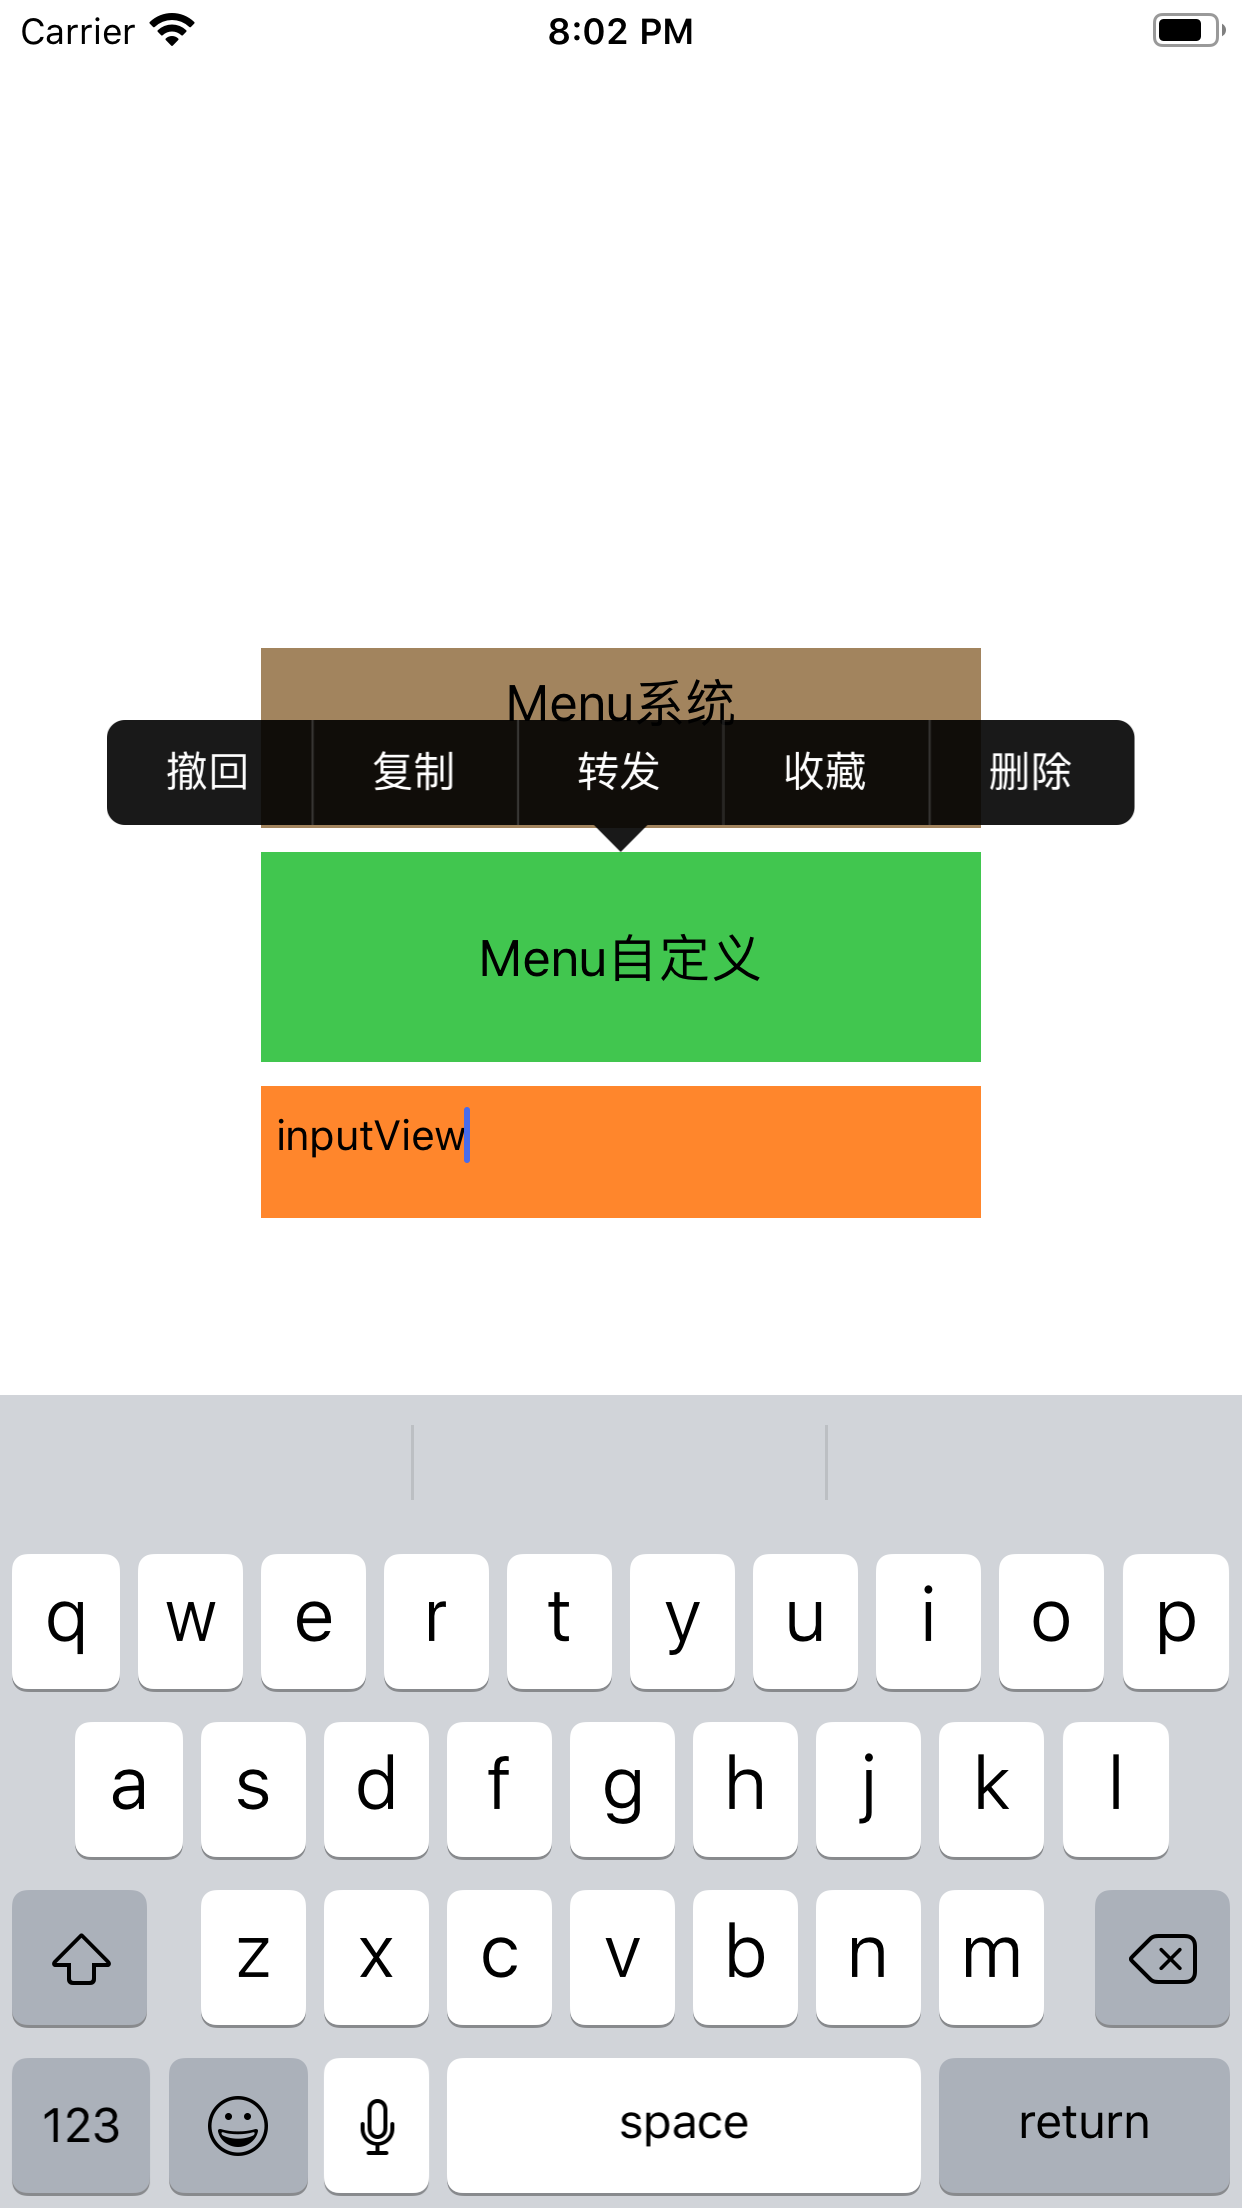 Carrier 8:02 PM
Menu系统
撤回 复制 转发 收藏 删除
Menu自定义
inputView
q w e r t y u i o p
a s d f g h j k l
z x c v b n m
123 space return